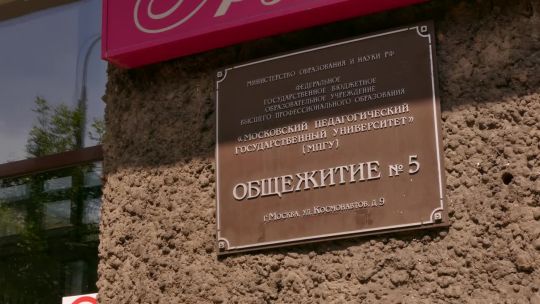 МИНИСТЕРСТВО ОБРАЗОВАНИЯ И НАУКИ РФ
ФЕДЕРАЛЬНОЕ
ГОСУДАРСТВЕННОЕ БЮДЖЕТНОЕ
ОБРАЗОВАТЕЛЬНОЕ УЧРЕЖДЕНИЕ
ВЫСШЕГО ПРОФЕССИОНАЛЬНОГО ОБРАЗОВАНИЯ
«МОСКОВСКИЙ ПЕДАГОГИЧЕСКИЙ
ГОСУДАРСТВЕННЫЙ УНИВЕРСИТЕТ»
(МПГУ)
ОБЩЕЖИТИЕ № 5
Г. МОСКВА, УЛ. КОСМОНАВТОВ, Д. 9